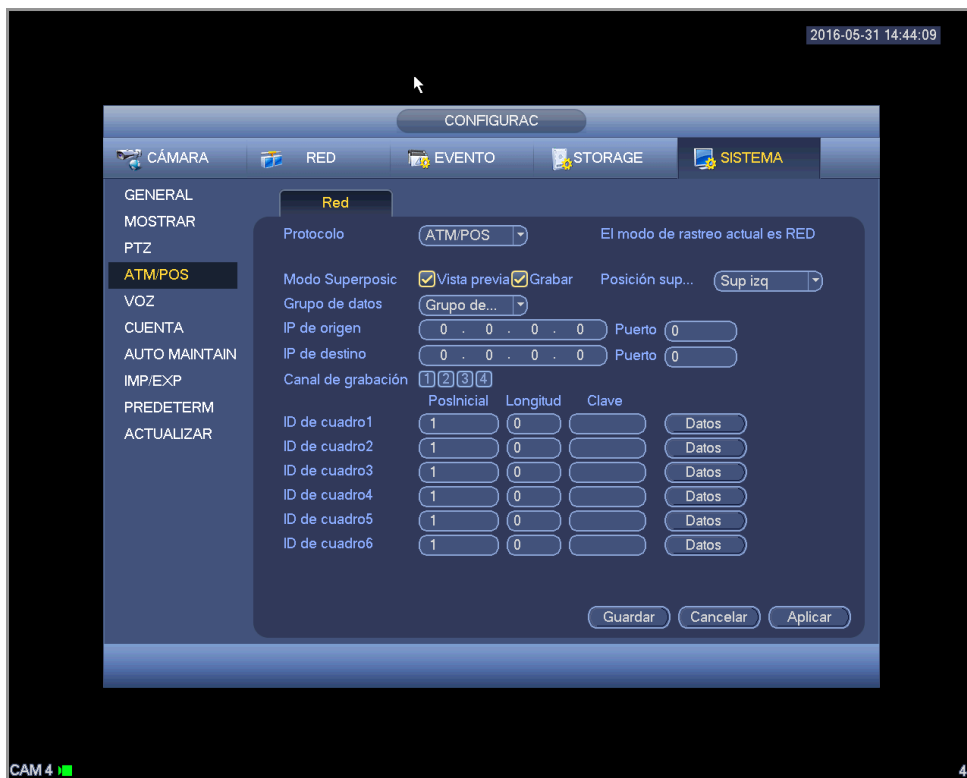 2016-05-31 14:44:09
CONFIGURAC
CÁMARA RED EVENTO STORAGE SISTEMA
GENERAL
MOSTRAR
PTZ
ATM/POS
VOZ
CUENTA
AUTO MAINTAIN
IMP/EXP
PREDETERM
ACTUALIZAR
Red
Protocolo ATM/POS El modo de rastreo actual es RED
Modo Superposic Vista previa Grabar Posición sup... Sup izq
Grupo de datos Grupo de...
IP de origen 0 . 0 . 0 . 0 Puerto 0
IP de destino 0 . 0 . 0 . 0 Puerto 0
Canal de grabación 1 2 3 4
PosInicial Longitud Clave
ID de cuadro1 1 0 Datos
ID de cuadro2 1 0 Datos
ID de cuadro3 1 0 Datos
ID de cuadro4 1 0 Datos
ID de cuadro5 1 0 Datos
ID de cuadro6 1 0 Datos
Guardar Cancelar Aplicar
CAM 4 4